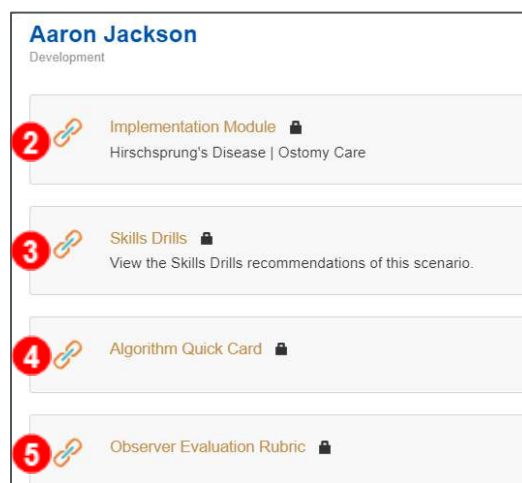 Aaron Jackson
Development
2
Implementation Module
Hirschsprung's Disease | Ostomy Care
3
Skills Drills
View the Skills Drills recommendations of this scenario.
4
Algorithm Quick Card
5
Observer Evaluation Rubric